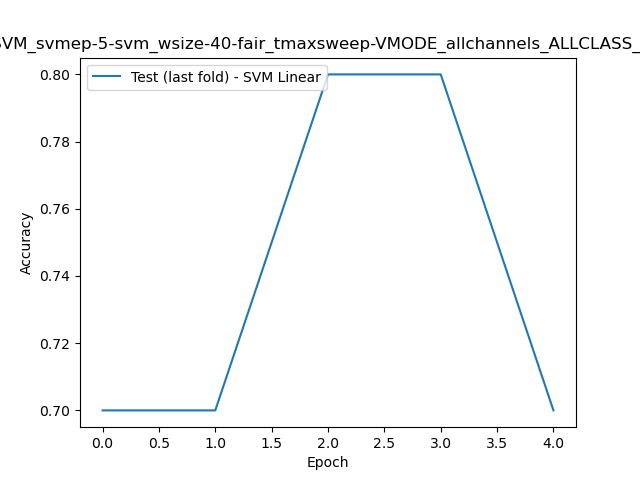 SVM_svmep-5-svm_wsize-40-fair_tmaxsweep-VMODE_allchannels_ALLCLASS_
Test (last fold) - SVM Linear
0.80
0.78
0.76
0.74
0.72
0.70
Accuracy
0.0 0.5 1.0 1.5 2.0 2.5 3.0 3.5 4.0
Epoch